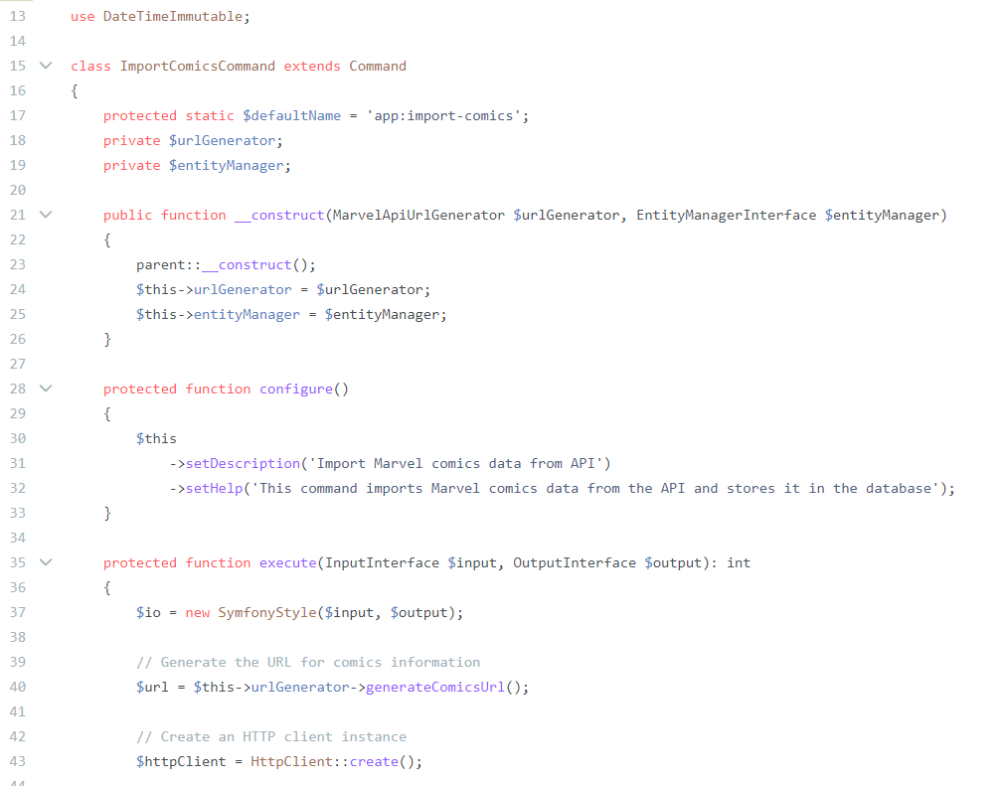 13 use DateTimeImmutable;
14
15 class ImportComicsCommand extends Command
16 {
17 protected static $defaultName = 'app:import-comics';
18 private $urlGenerator;
19 private $entityManager;
20
21 public function __construct(MarvelApiUrlGenerator $urlGenerator, EntityManagerInterface $entityManager)
22 {
23 parent::__construct();
24 $this->urlGenerator = $urlGenerator;
25 $this->entityManager = $entityManager;
26 }
27
28 protected function configure()
29 {
30 $this
31 ->setDescription('Import Marvel comics data from API')
32 ->setHelp('This command imports Marvel comics data from the API and stores it in the database');
33 }
34
35 protected function execute(InputInterface $input, OutputInterface $output): int
36 {
37 $io = new SymfonyStyle($input, $output);
38
39 // Generate the URL for comics information
40 $url = $this->urlGenerator->generateComicsUrl();
41
42 // Create an HTTP client instance
43 $httpClient = HttpClient::create();